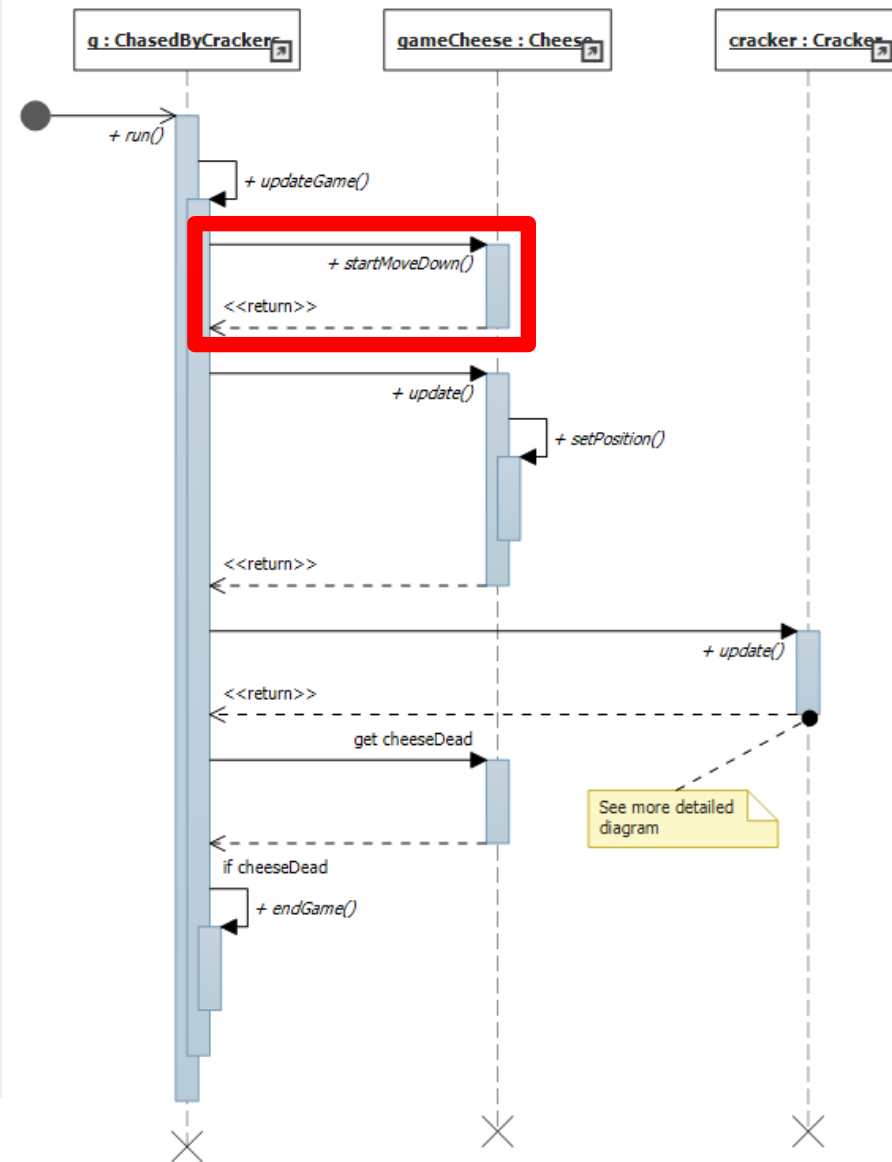 g : ChasedByCrackers
gameCheese : Cheese
cracker : Cracker
+ run()
+ updateGame()
+ startMoveDown()
<<return>>
+ update()
+ setPosition()
<<return>>
+ update()
<<return>>
get cheeseDead
See more detailed
diagram
if cheeseDead
+ endGame()